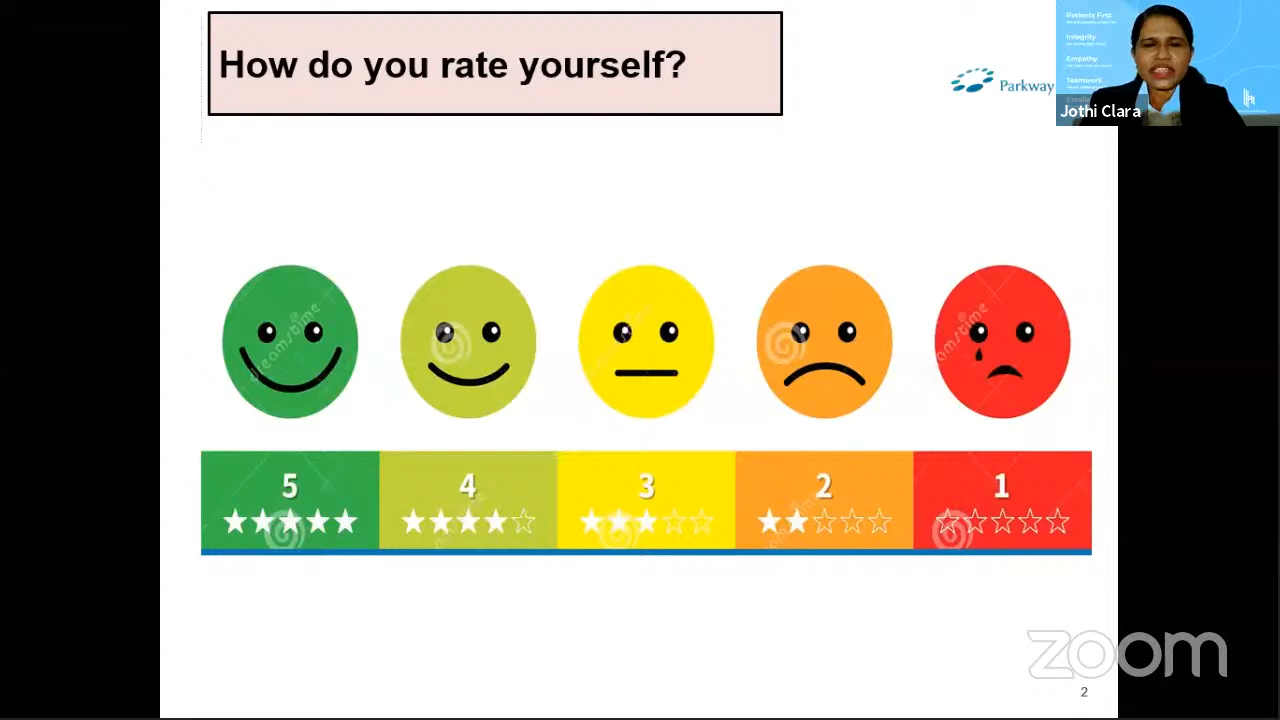 How do you rate yourself?
Parkway
Patients First
Integrity
Empathy
Teamwork
Jothi Clara
dreamstime
5
4
3
2
1
zoom
2